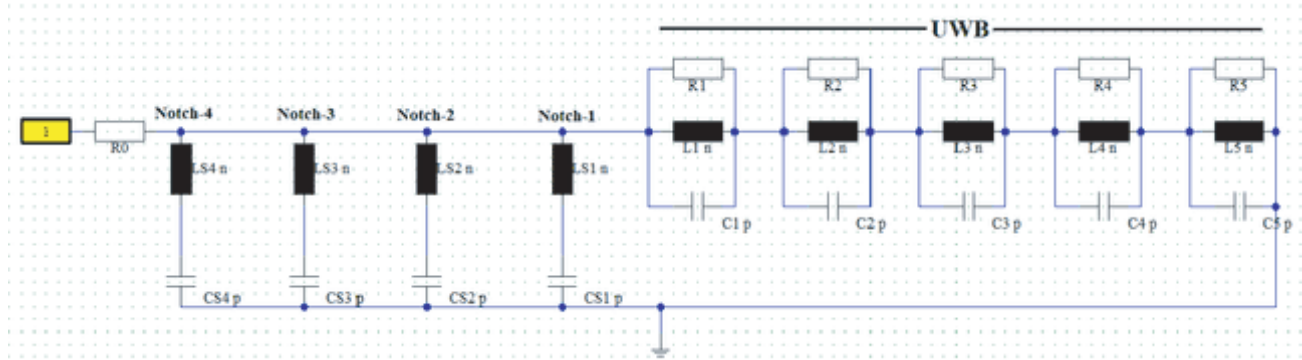 UWB
R1 R2 R3 R4 R5
Notch-4 Notch-3 Notch-2 Notch-1
1 R0 L1 n L2 n L3 n L4 n L5 n
LS4 n LS3 n LS2 n LS1 n
C1 p C2 p C3 p C4 p C5 p
CS4 p CS3 p CS2 p CS1 p